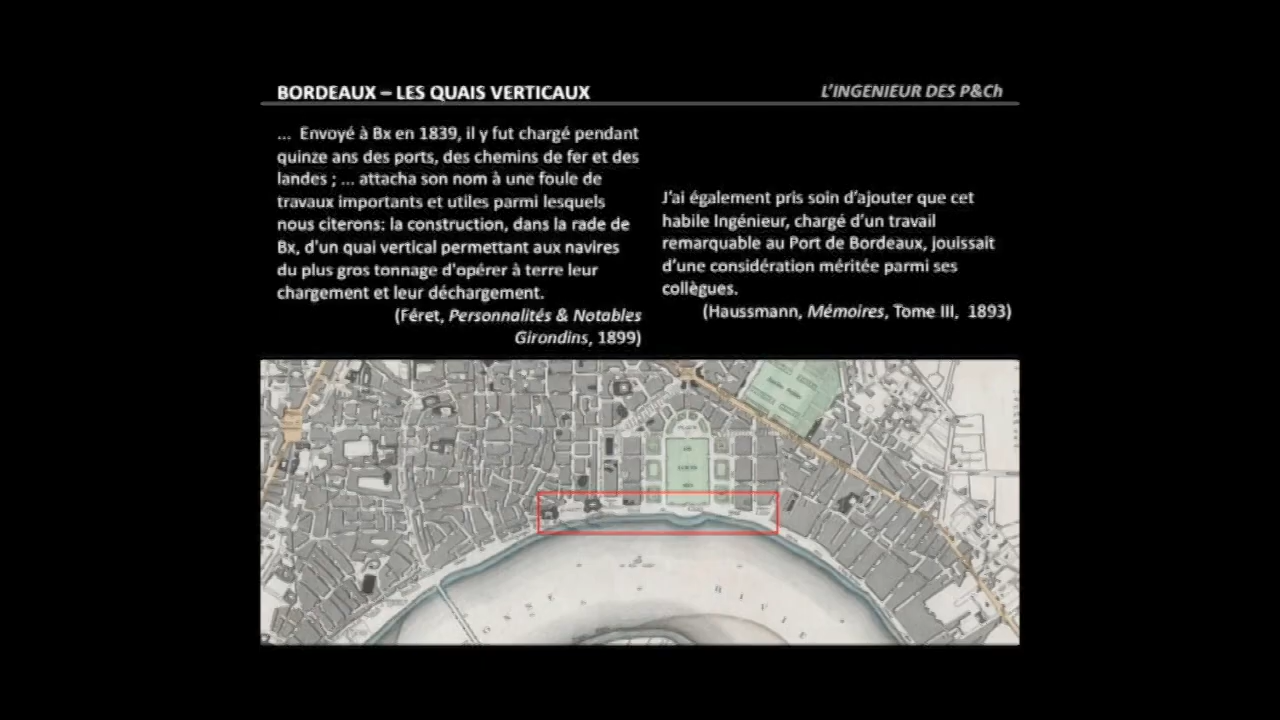 BORDEAUX – LES QUAIS VERTICAUX
L'INGENIEUR DES P&Ch
... Envoyé à Bx en 1839, il y fut chargé pendant
quinze ans des ports, des chemins de fer et des
landes ; ... attacha son nom à une foule de
travaux importants et utiles parmi lesquels
nous citerons: la construction, dans la rade de
Bx, d'un quai vertical permettant aux navires
du plus gros tonnage d'opérer à terre leur
chargement et leur déchargement.
(Féret, Personnalités & Notables
Girondins, 1899)
J'ai également pris soin d'ajouter que cet
habile Ingénieur, chargé d'un travail
remarquable au Port de Bordeaux, jouissait
d'une considération méritée parmi ses
collègues.
(Haussmann, Mémoires, Tome III, 1893)